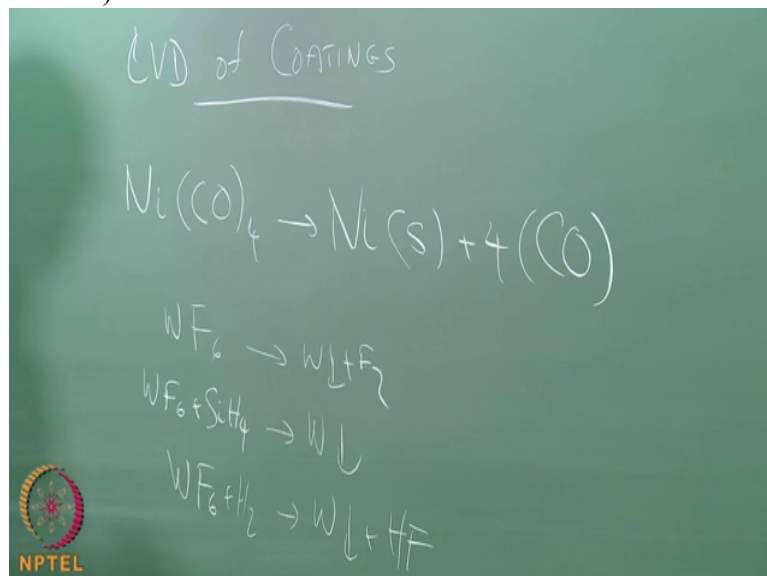 CVD of COATINGS
Ni(CO)₄ → Ni(s) + 4(CO)
WF₆ → W↓ + F₂
WF₆ + SiH₄ → W↓
WF₆ + H₂ → W↓ + HF
NPTEL